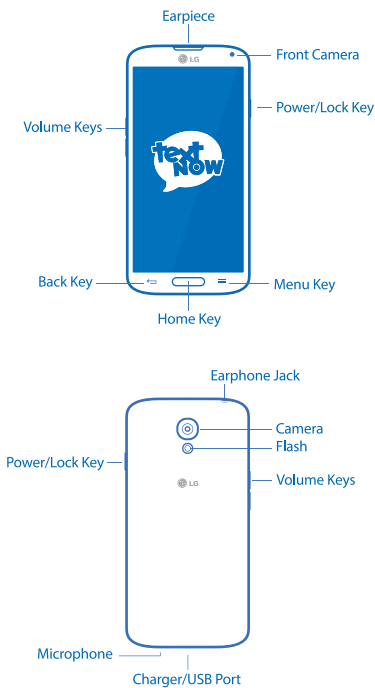 Earpiece
LG
Front Camera
Power/Lock Key
Volume Keys
text
NOW
Back Key
Menu Key
Home Key
Earphone Jack
Camera
Flash
Power/Lock Key
Volume Keys
LG
Microphone
Charger/USB Port